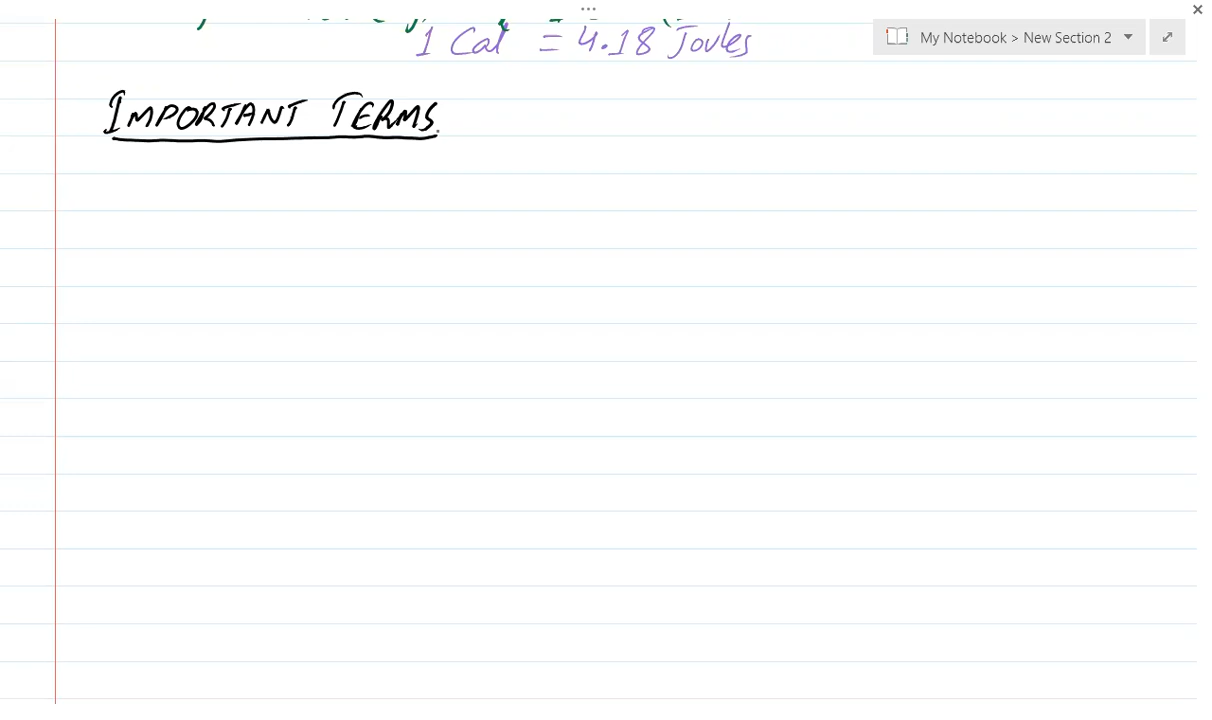 1 Cal = 4.18 Joules
My Notebook > New Section 2
IMPORTANT TERMS